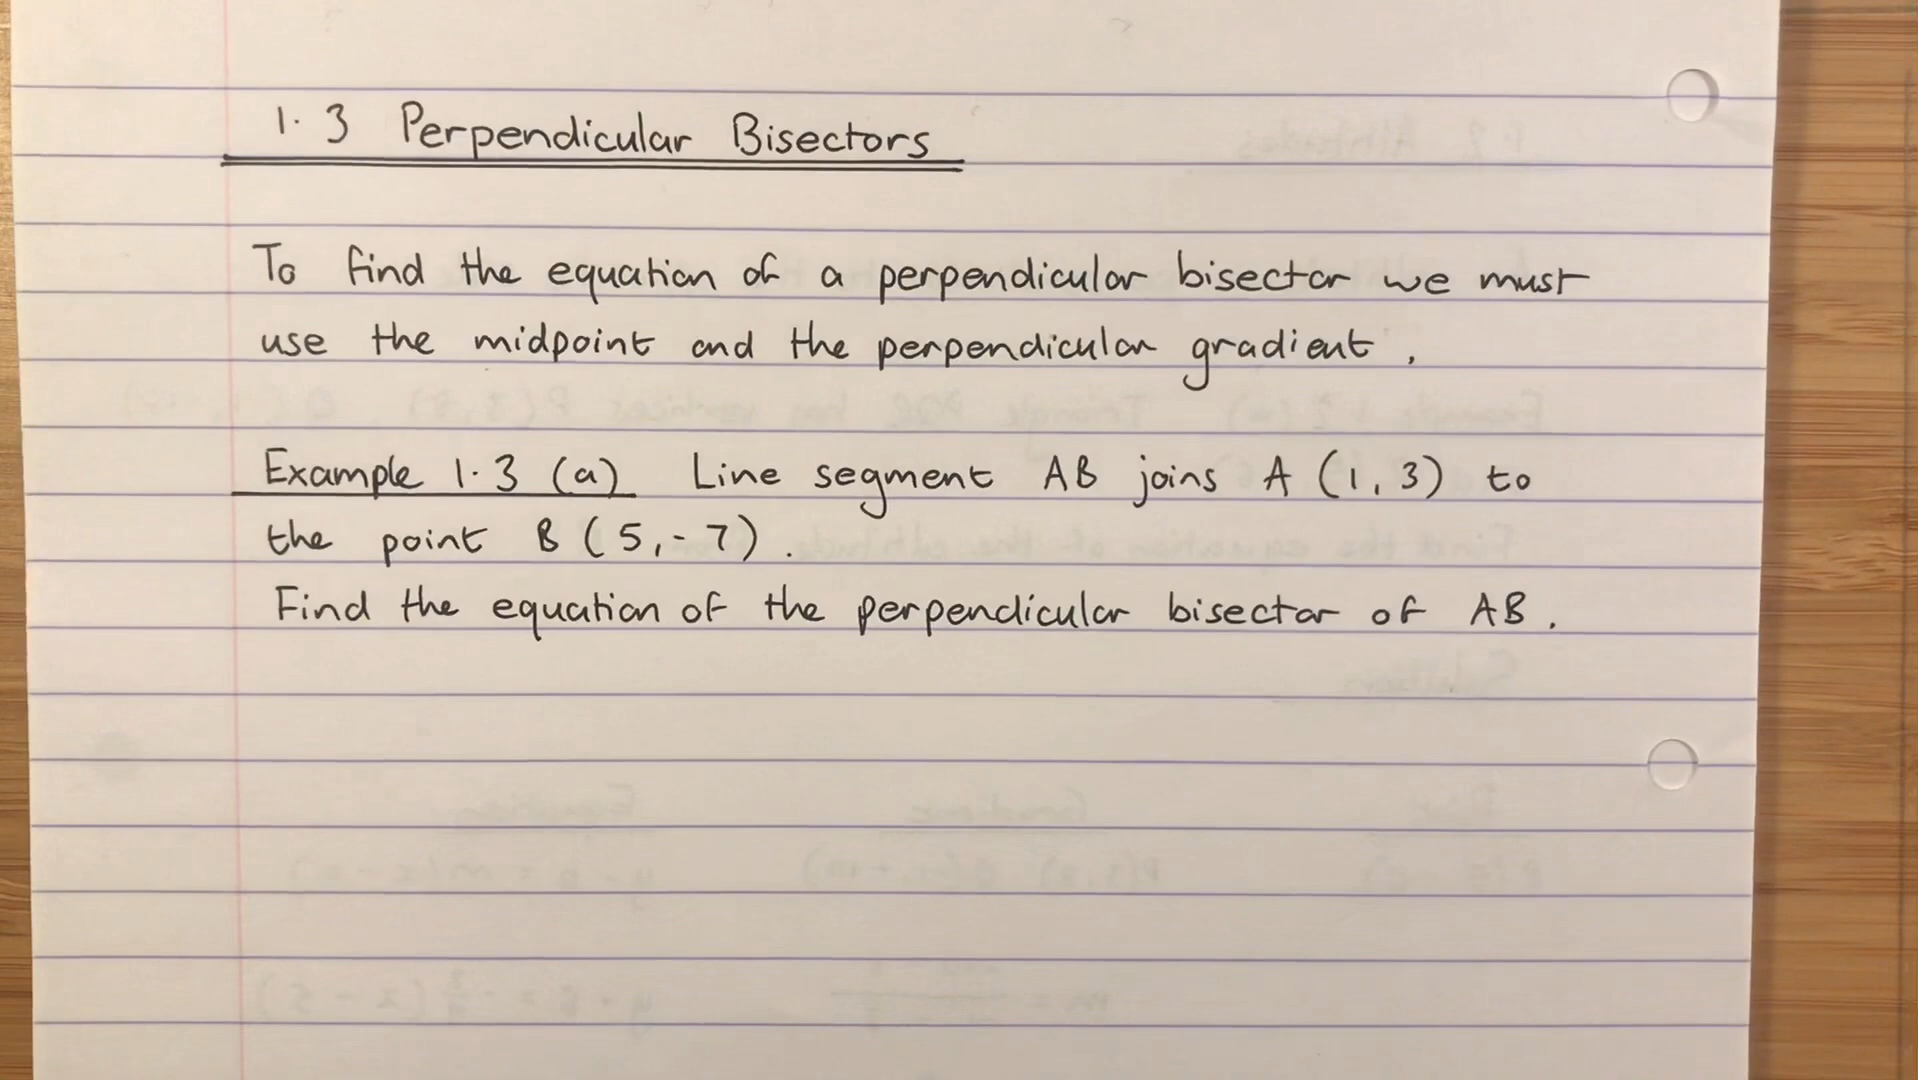 1.3 Perpendicular Bisectors
To find the equation of a perpendicular bisector we must
use the midpoint and the perpendicular gradient.
Example 1.3 (a) Line segment AB joins A (1, 3) to
the point B (5, -7).
Find the equation of the perpendicular bisector of AB.